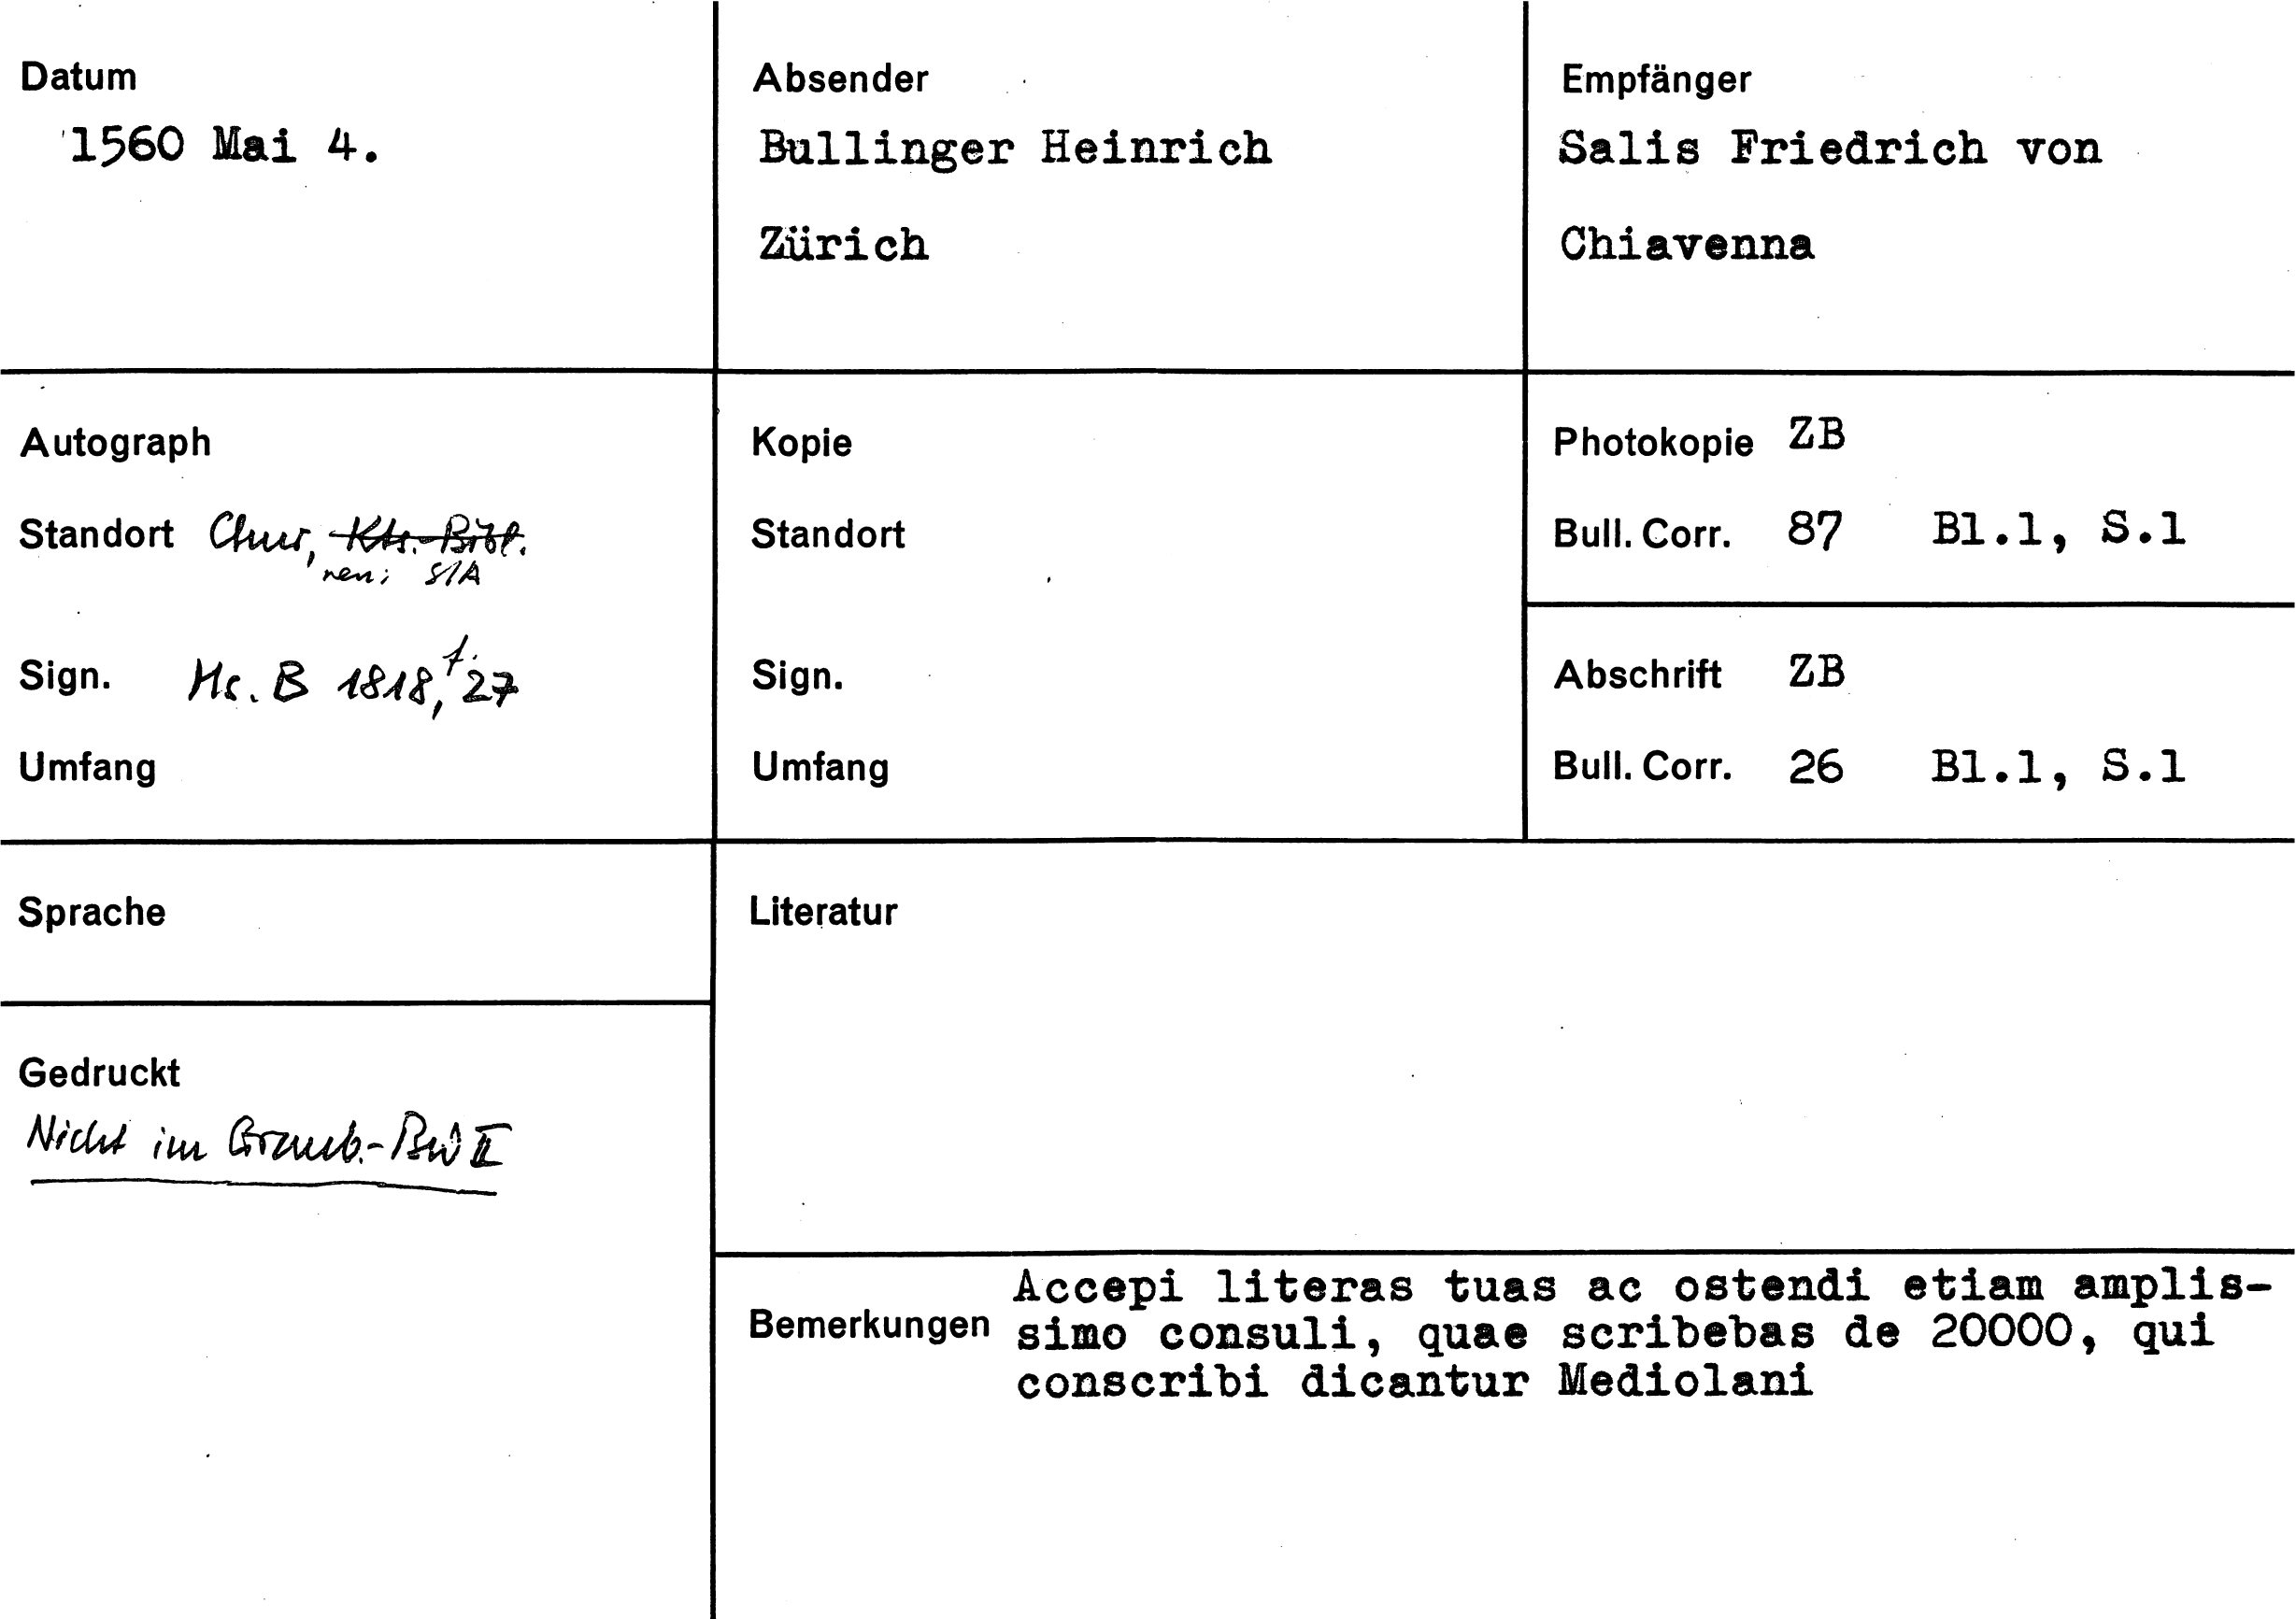 Datum
1560 Mai 4.
Absender
Bullinger Heinrich
Zürich
Empfänger
Salis Friedrich von
Chiavenna
Autograph
Standort Chur, Kts.-Bibl.
neu: StA
Sign. Ms. B 1818, f. 27
Umfang
Kopie
Standort
Sign.
Umfang
Photokopie ZB
Bull. Corr. 87 Bl.1, S.1
Abschrift ZB
Bull. Corr. 26 Bl.1, S.1
Sprache
Gedruckt
Nicht im Graub.-BW II
Literatur
Bemerkungen
Accepi literas tuas ac ostendi etiam amplis-
simo consuli, quae scribebas de 20000, qui
conscribi dicantur Mediolani